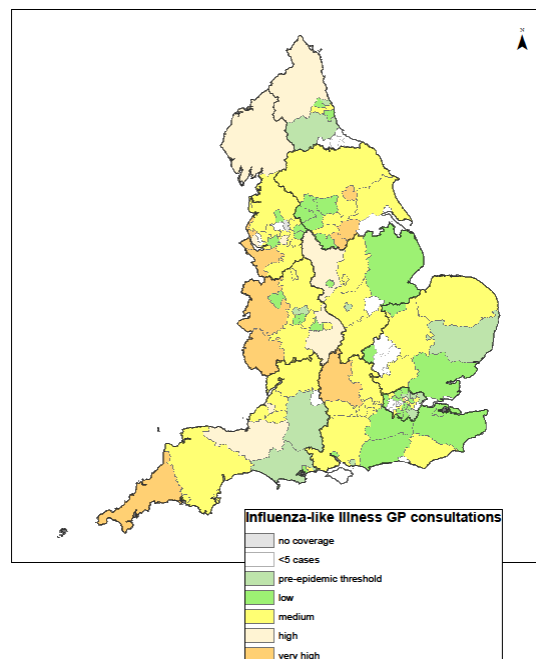 N
Influenza-like Illness GP consultations
no coverage
<5 cases
pre-epidemic threshold
low
medium
high
very high